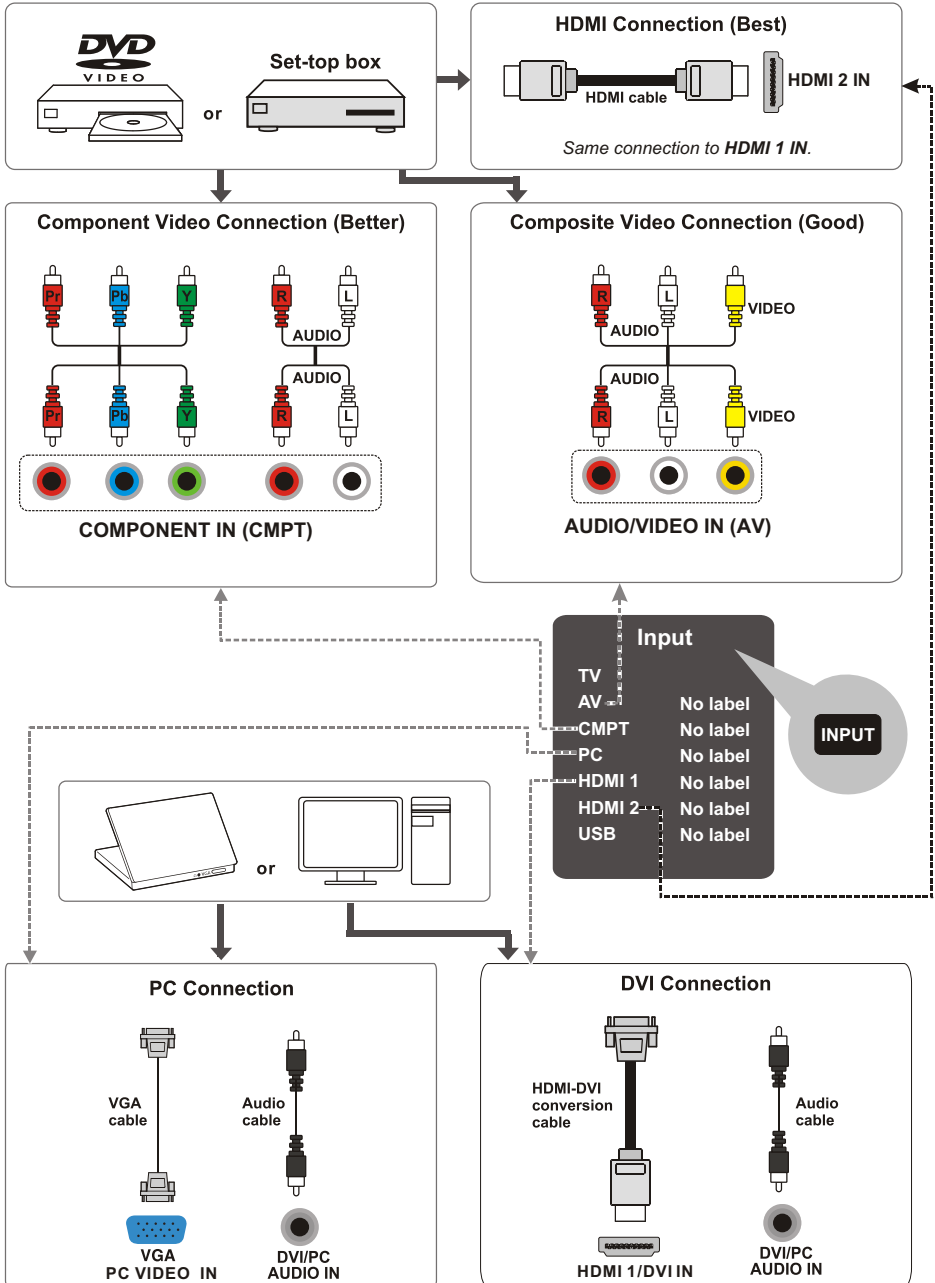 DVD
VIDEO
or
Set-top box
HDMI Connection (Best)
HDMI cable
HDMI 2 IN
Same connection to HDMI 1 IN.
Component Video Connection (Better)
Pr
Pb
Y
R
L
AUDIO
AUDIO
Pr
Pb
Y
R
L
COMPONENT IN (CMPT)
Composite Video Connection (Good)
R
L
VIDEO
AUDIO
AUDIO
R
L
VIDEO
AUDIO/VIDEO IN (AV)
Input
TV
AV No label
CMPT No label
PC No label
HDMI 1 No label
HDMI 2 No label
USB No label
INPUT
or
PC Connection
VGA
cable
Audio
cable
VGA
PC VIDEO IN
DVI/PC
AUDIO IN
DVI Connection
HDMI-DVI
conversion
cable
Audio
cable
HDMI 1/DVI IN
DVI/PC
AUDIO IN